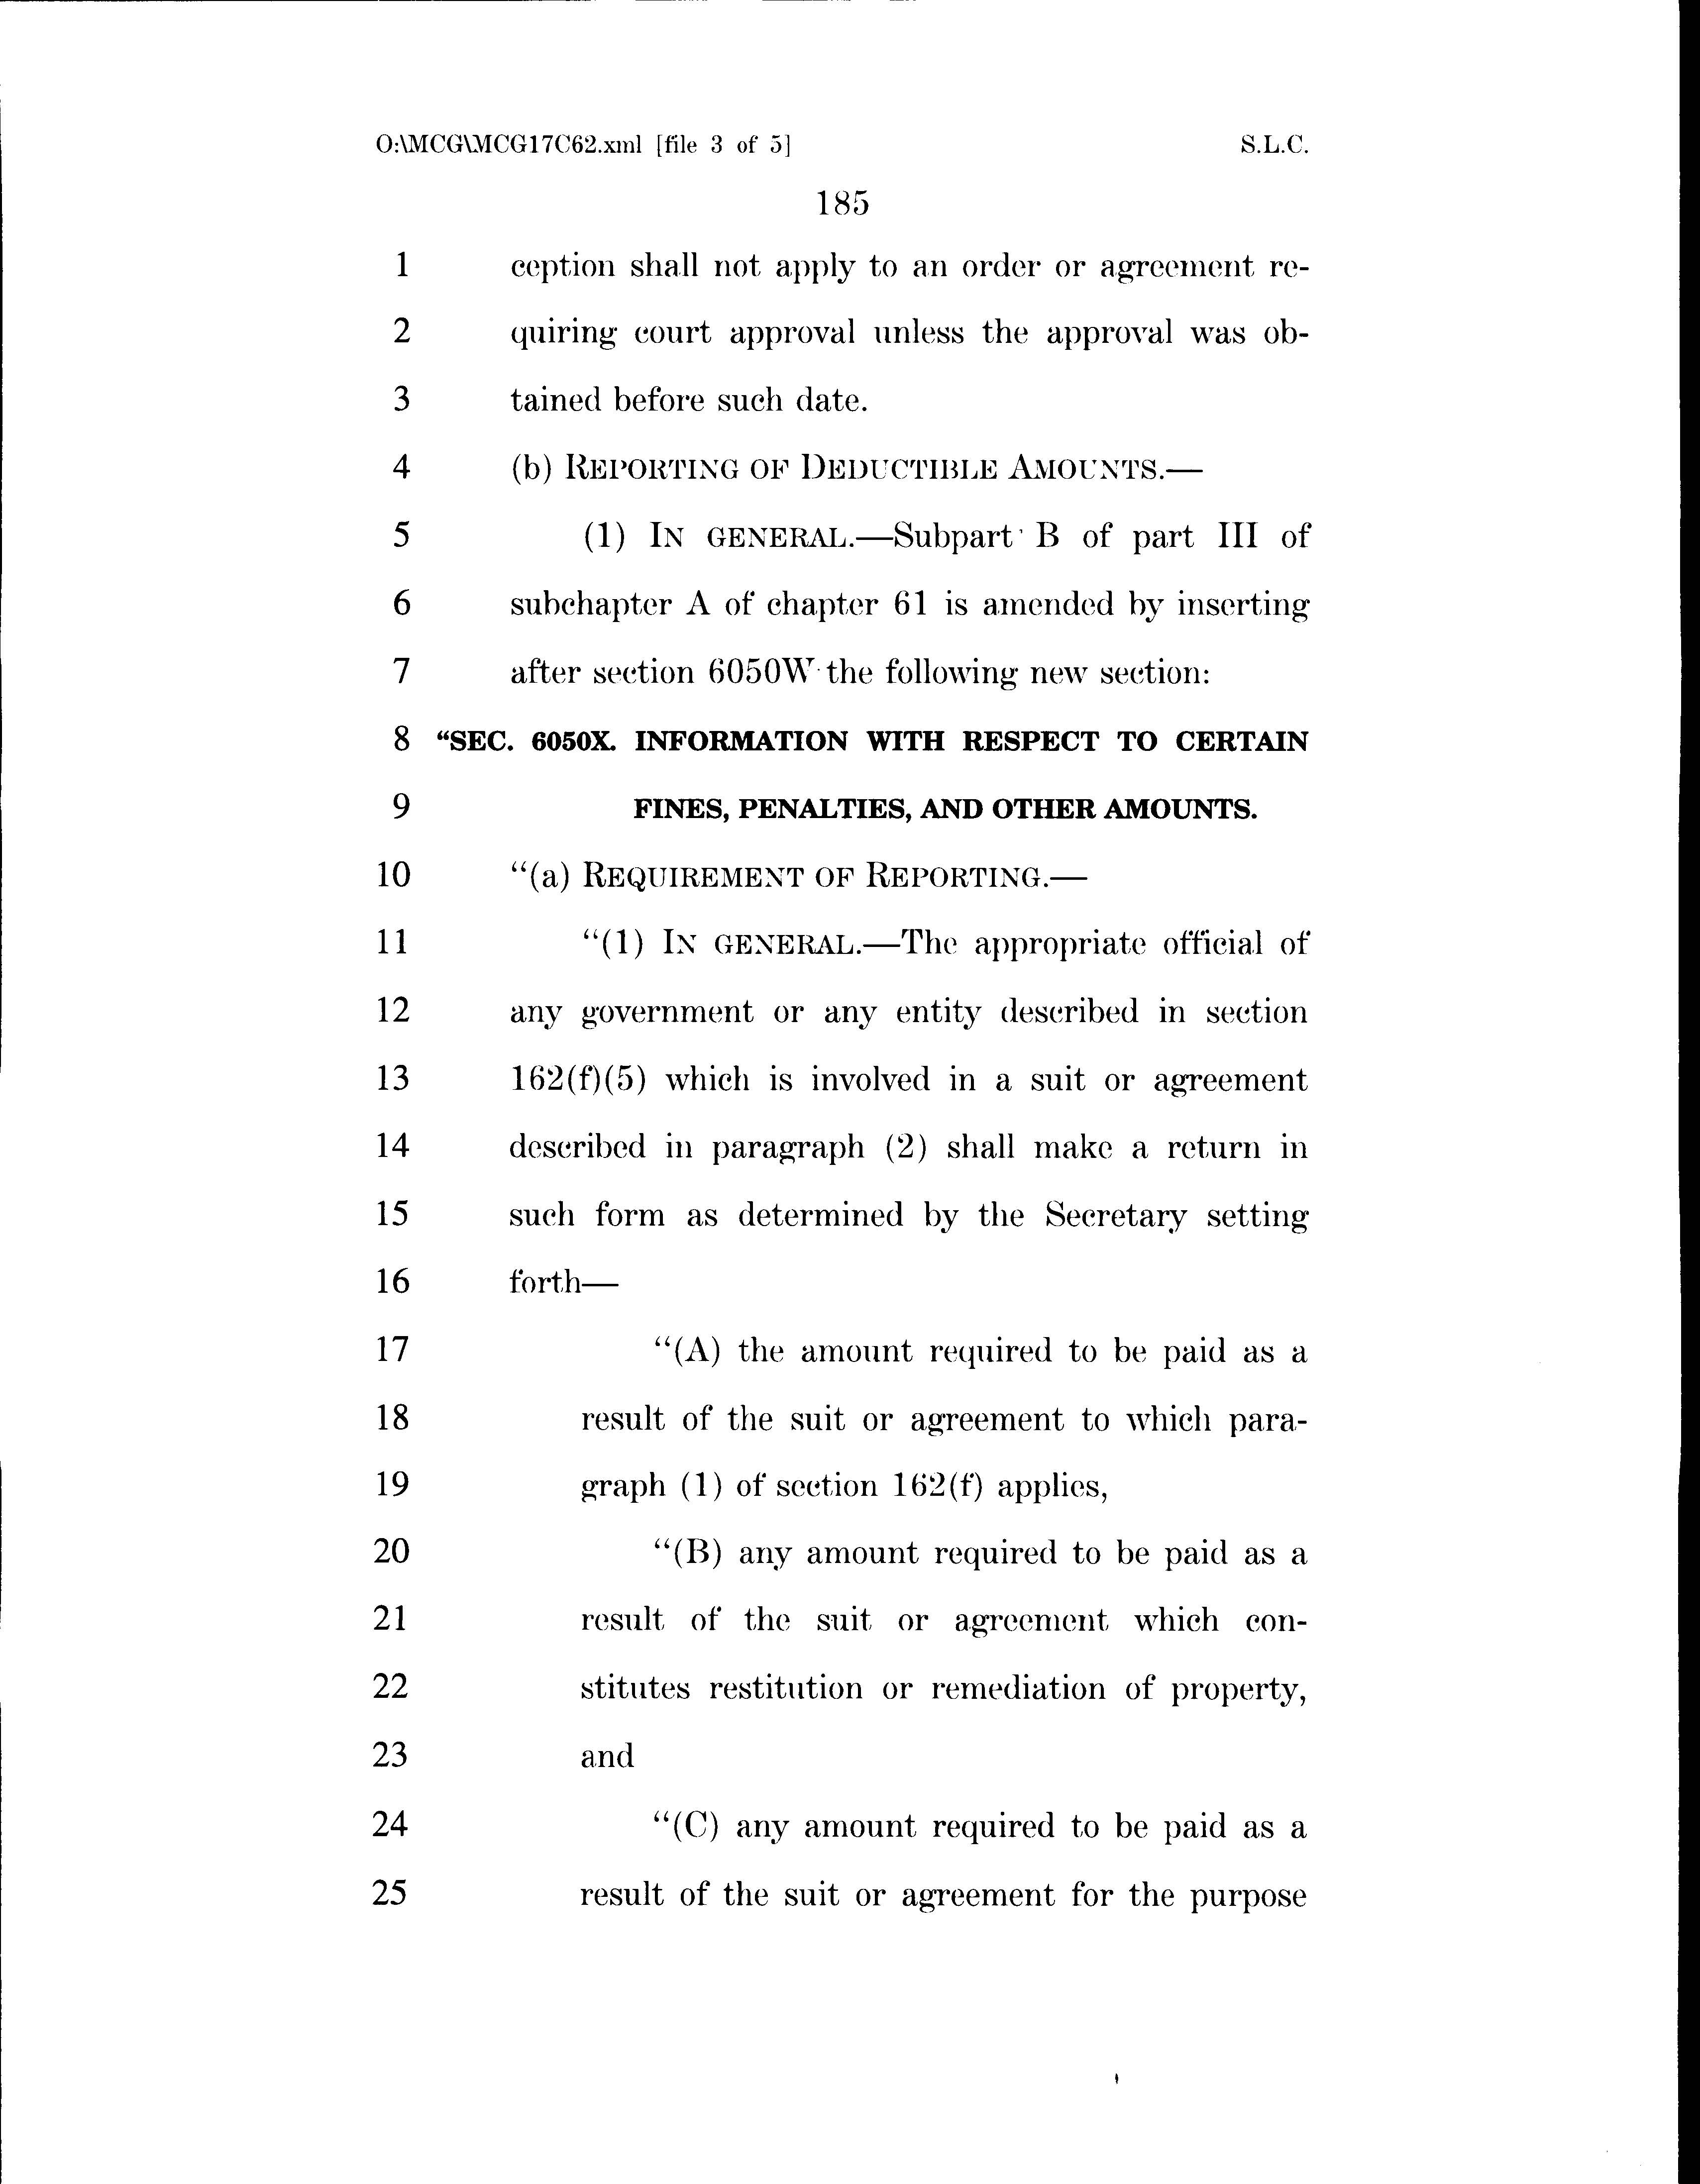 O:\MCG\MCG17C62.xml [file 3 of 5] S.L.C.
185
1 ception shall not apply to an order or agreement re-
2 quiring court approval unless the approval was ob-
3 tained before such date.
4 (b) REPORTING OF DEDUCTIBLE AMOUNTS.—
5 (1) IN GENERAL.—Subpart B of part III of
6 subchapter A of chapter 61 is amended by inserting
7 after section 6050W the following new section:
8 “SEC. 6050X. INFORMATION WITH RESPECT TO CERTAIN
9 FINES, PENALTIES, AND OTHER AMOUNTS.
10 “(a) REQUIREMENT OF REPORTING.—
11 “(1) IN GENERAL.—The appropriate official of
12 any government or any entity described in section
13 162(f)(5) which is involved in a suit or agreement
14 described in paragraph (2) shall make a return in
15 such form as determined by the Secretary setting
16 forth—
17 “(A) the amount required to be paid as a
18 result of the suit or agreement to which para-
19 graph (1) of section 162(f) applies,
20 “(B) any amount required to be paid as a
21 result of the suit or agreement which con-
22 stitutes restitution or remediation of property,
23 and
24 “(C) any amount required to be paid as a
25 result of the suit or agreement for the purpose